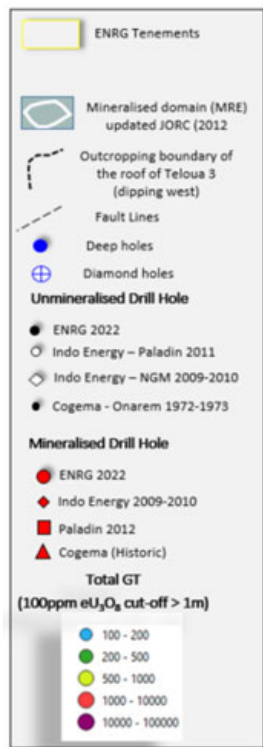 ENRG Tenements
Mineralised domain (MRE)
updated JORC (2012
Outcropping boundary of
the roof of Teloua 3
(dipping west)
Fault Lines
Deep holes
Diamond holes
Unmineralised Drill Hole
ENRG 2022
Indo Energy – Paladin 2011
Indo Energy – NGM 2009-2010
Cogema - Onarem 1972-1973
Mineralised Drill Hole
ENRG 2022
Indo Energy 2009-2010
Paladin 2012
Cogema (Historic)
Total GT
(100ppm eU₃O₈ cut-off > 1m)
100 - 200
200 - 500
500 - 1000
1000 - 10000
10000 - 100000